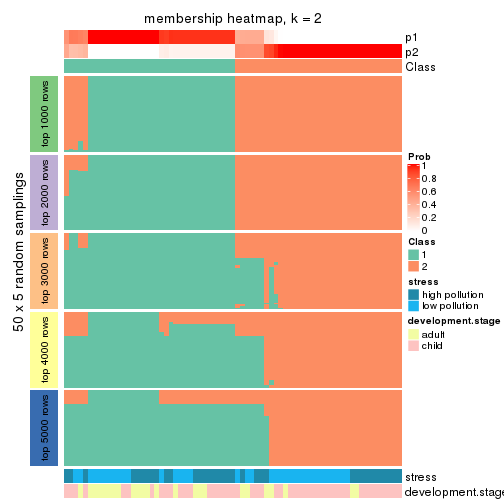 membership heatmap, k = 2
p1
p2
Class
50 x 5 random samplings
top 1000 rows
top 2000 rows
top 3000 rows
top 4000 rows
top 5000 rows
stress
development.stage
Prob
1
0.8
0.6
0.4
0.2
0
Class
1
2
stress
high pollution
low pollution
development.stage
adult
child